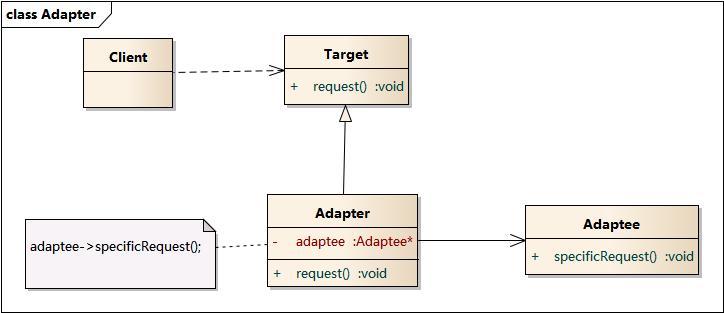 class Adapter
Client
Target
+ request() :void
Adapter
- adaptee :Adaptee*
+ request() :void
adaptee->specificRequest();
Adaptee
+ specificRequest() :void